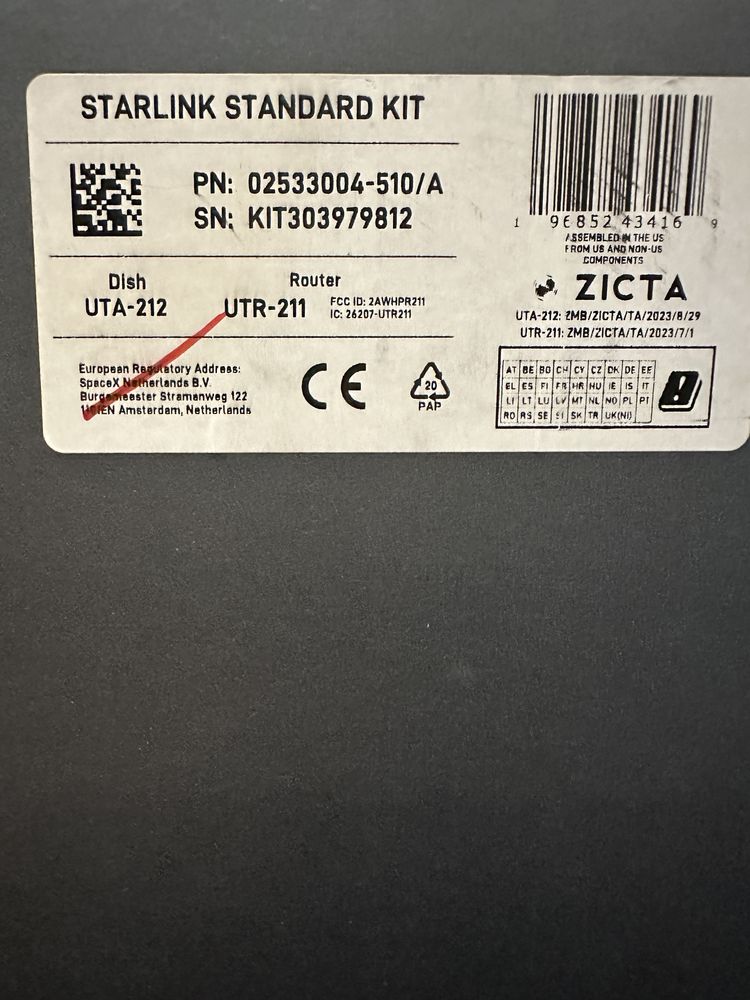 STARLINK STANDARD KIT
PN: 02533004-510/A
SN: KIT303979812
Dish
UTA-212
Router
UTR-211
FCC ID: 2AWHPR211
IC: 26207-UTR211
European Regulatory Address:
SpaceX Netherlands B.V.
Burgemeester Stramanweg 122
1101EN Amsterdam, Netherlands
CE
20
PAP
1 96852 43416 9
ASSEMBLED IN THE US
FROM US AND NON-US
COMPONENTS
ZICTA
UTA-212: ZMB/ZICTA/TA/2023/8/29
UTR-211: ZMB/ZICTA/TA/2023/7/1
AT BE BG CH CY CZ DK DE EE
EL ES FI FR HR HU IE IS IT
LI LT LU LV MT NL NO PL PT
RO RS SE SI SK TR UK(NI)